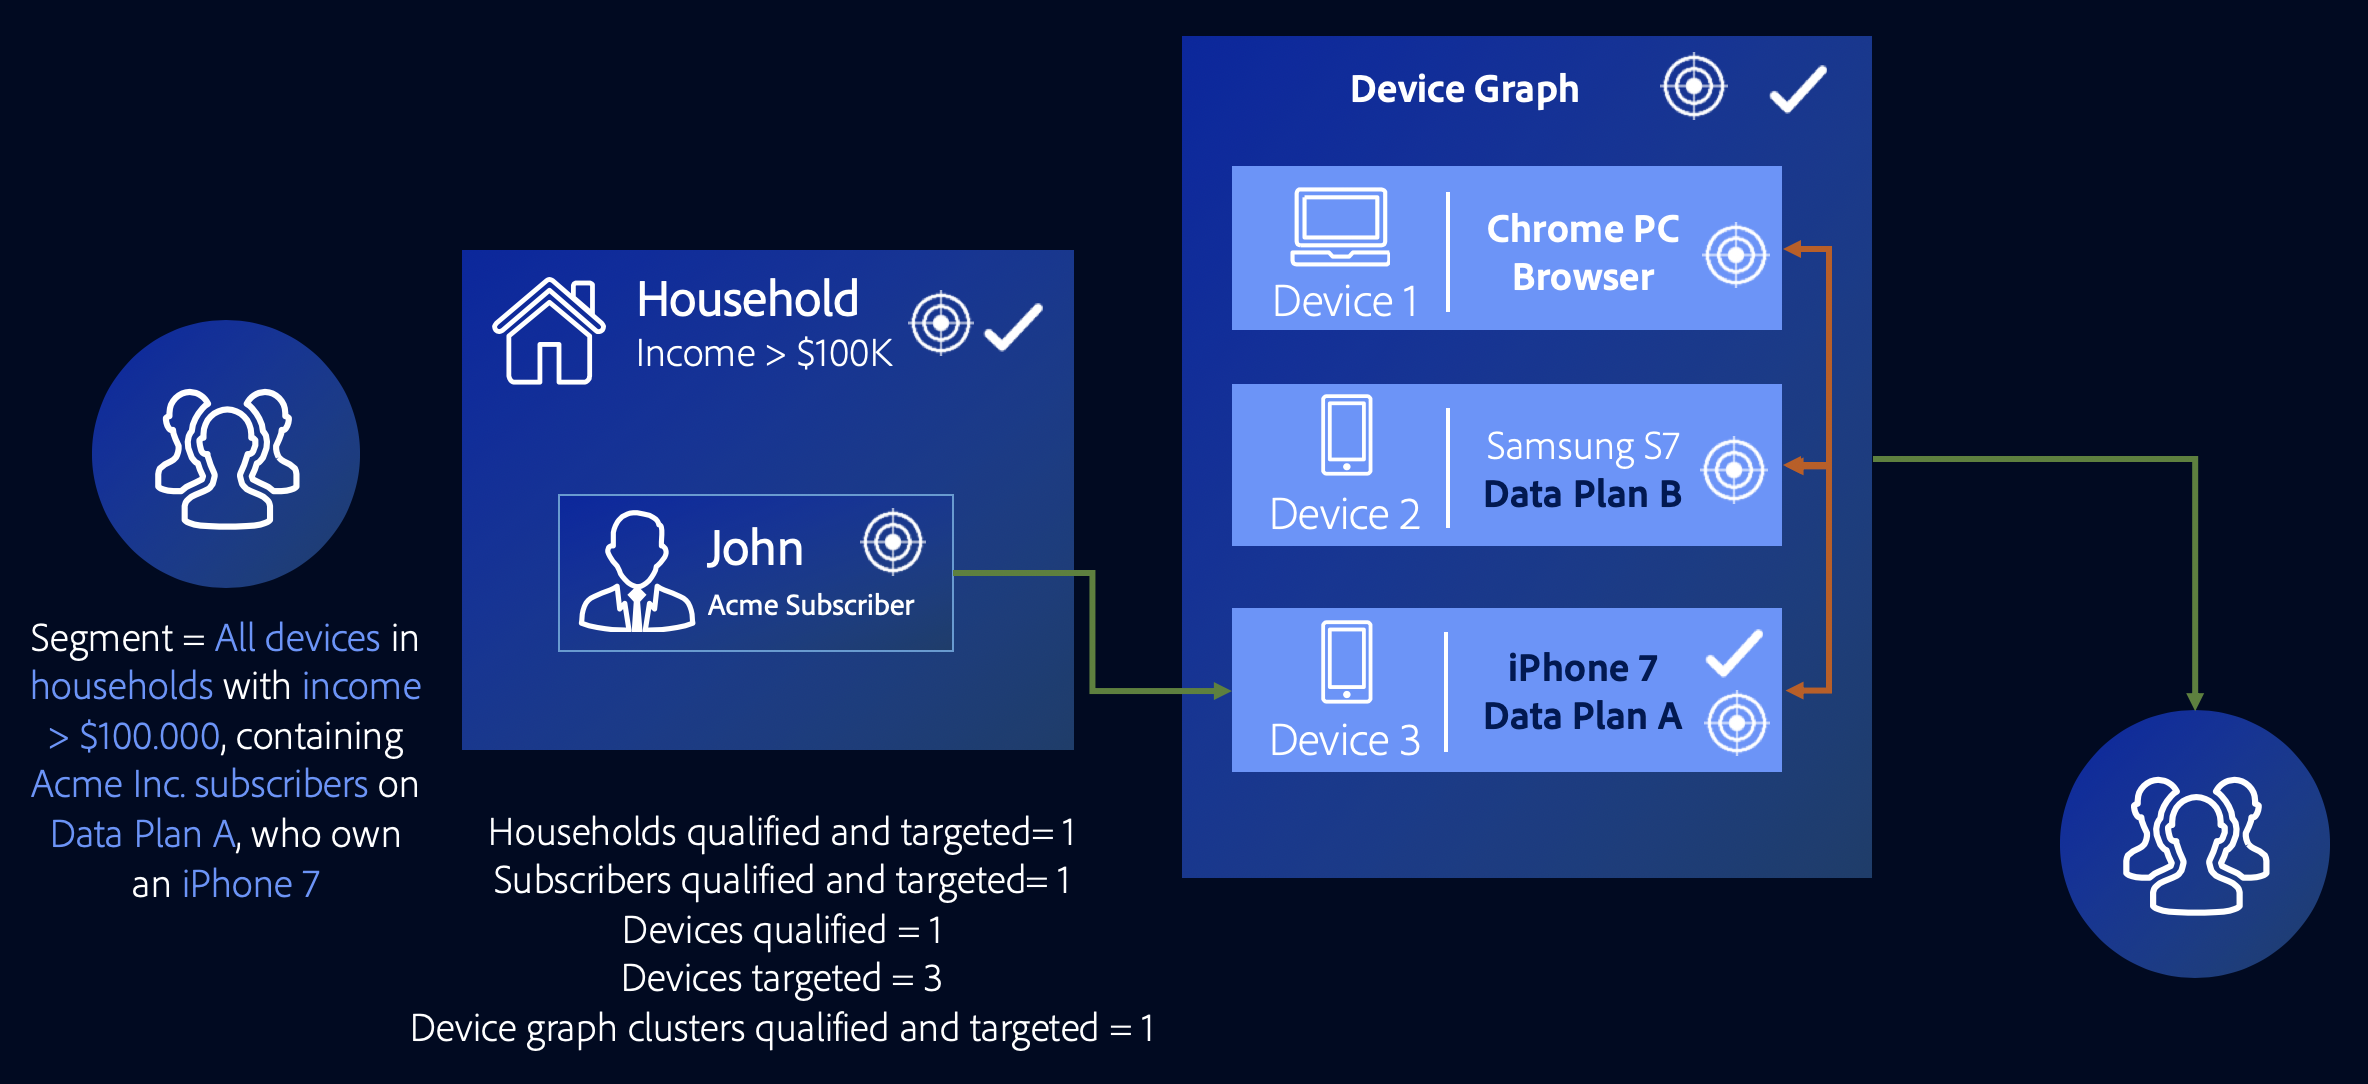 Segment = All devices in
households with income
> $100.000, containing
Acme Inc. subscribers on
Data Plan A, who own
an iPhone 7
Household
Income > $100K
John
Acme Subscriber
Households qualified and targeted= 1
Subscribers qualified and targeted= 1
Devices qualified = 1
Devices targeted = 3
Device graph clusters qualified and targeted = 1
Device Graph
Device 1
Chrome PC
Browser
Device 2
Samsung S7
Data Plan B
Device 3
iPhone 7
Data Plan A